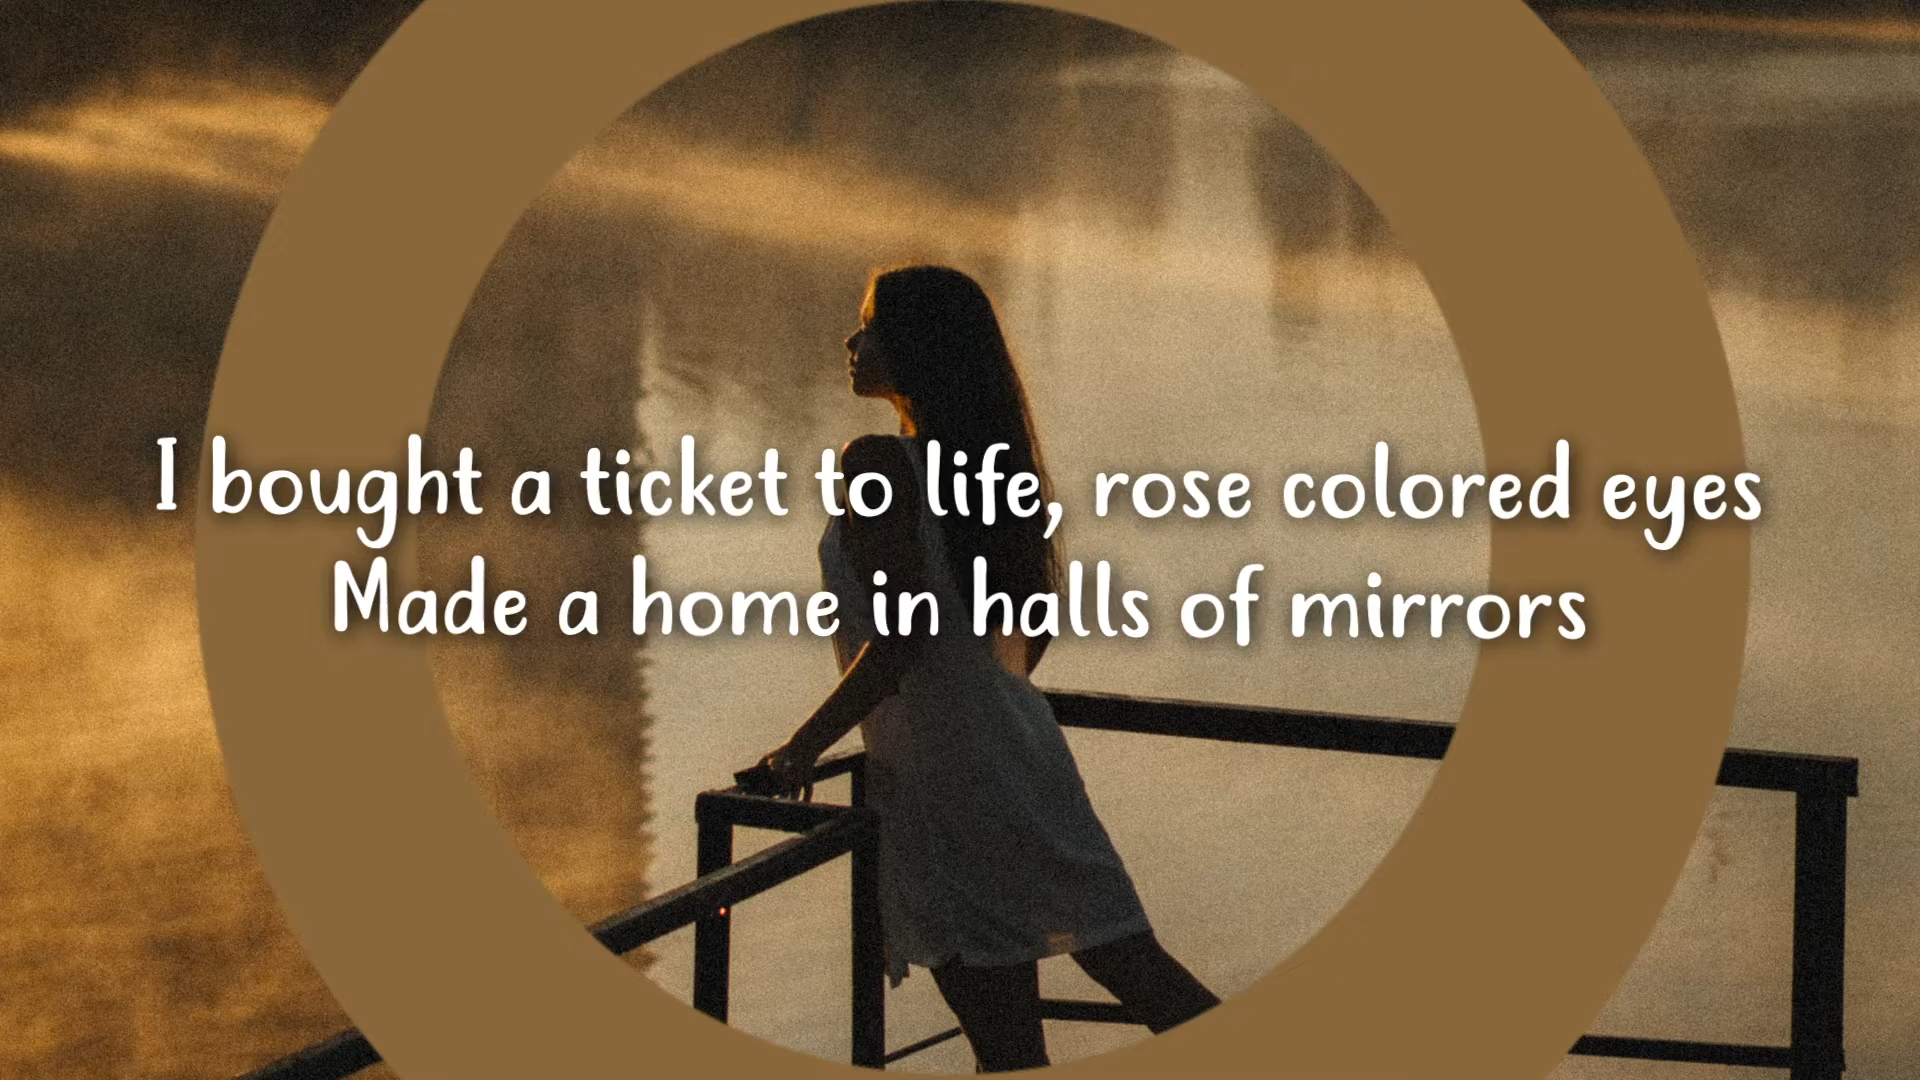 I bought a ticket to life, rose colored eyes
Made a home in halls of mirrors